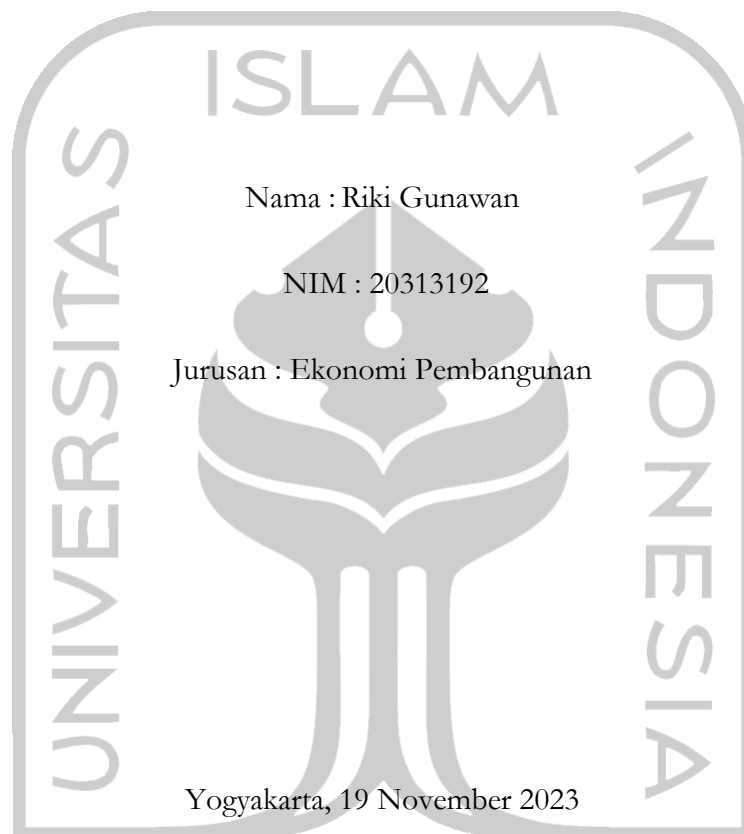 ISLAM
UNIVERSITAS
INDONESIA
Nama : Riki Gunawan
NIM : 20313192
Jurusan : Ekonomi Pembangunan
Yogyakarta, 19 November 2023